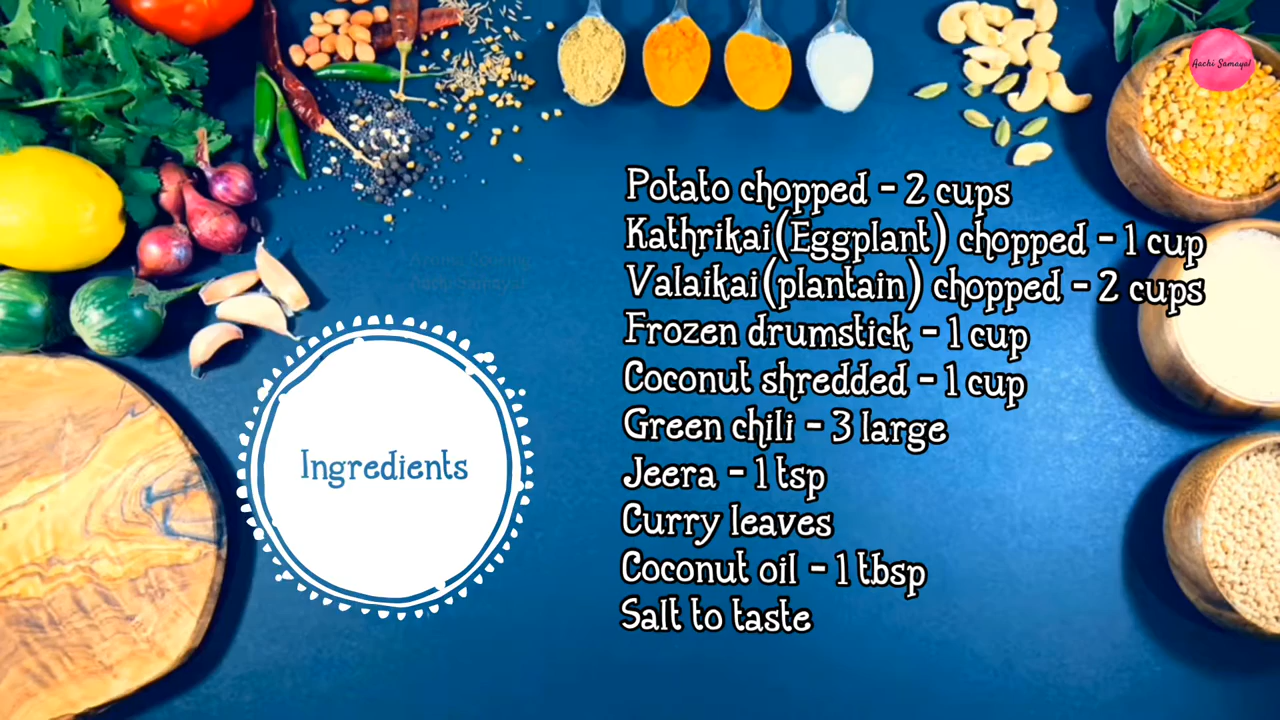 Aachi Samayal
Potato chopped - 2 cups
Kathrikai(Eggplant) chopped - 1 cup
Valaikai(plantain) chopped - 2 cups
Frozen drumstick - 1 cup
Coconut shredded - 1 cup
Green chili - 3 large
Jeera - 1 tsp
Curry leaves
Coconut oil - 1 tbsp
Salt to taste
Ingredients